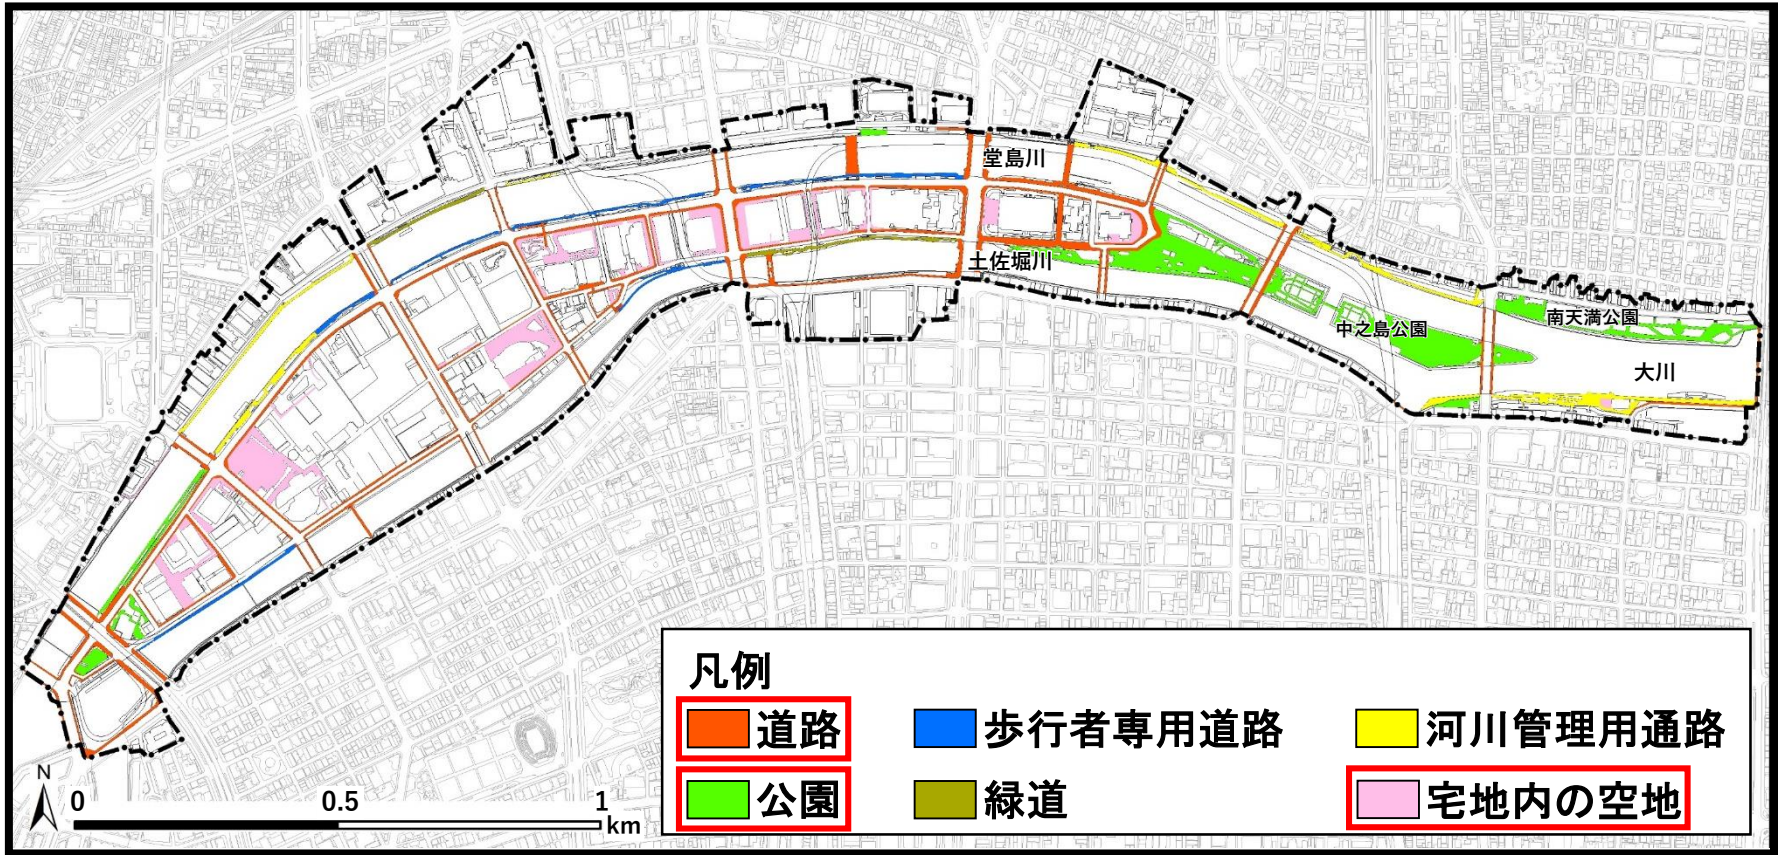 堂島川
土佐堀川
中之島公園
南天満公園
大川
凡例
道路
歩行者専用道路
河川管理用通路
公園
緑道
宅地内の空地
N
0 0.5 1
km